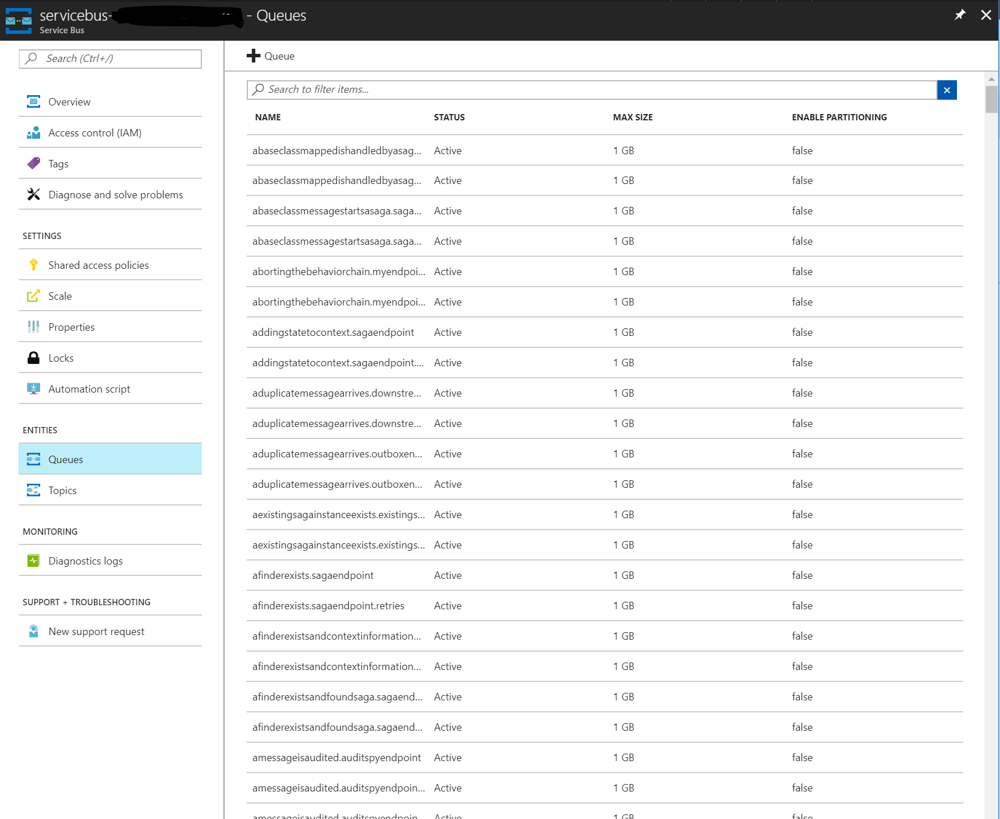 servicebus- - Queues
Service Bus
Search (Ctrl+/)
Overview
Access control (IAM)
Tags
Diagnose and solve problems
SETTINGS
Shared access policies
Scale
Properties
Locks
Automation script
ENTITIES
Queues
Topics
MONITORING
Diagnostics logs
SUPPORT + TROUBLESHOOTING
New support request
Queue
Search to filter items...
NAME STATUS MAX SIZE ENABLE PARTITIONING
abaseclassmappedishandledbyasag... Active 1 GB false
abaseclassmappedishandledbyasag... Active 1 GB false
abaseclassmessagestartsasaga.saga... Active 1 GB false
abaseclassmessagestartsasaga.saga... Active 1 GB false
abortingthebehaviorchain.myendpoi... Active 1 GB false
abortingthebehaviorchain.myendpoi... Active 1 GB false
addingstatetocontext.sagaendpoint Active 1 GB false
addingstatetocontext.sagaendpoint.... Active 1 GB false
aduplicatemessagearrives.downstre... Active 1 GB false
aduplicatemessagearrives.downstre... Active 1 GB false
aduplicatemessagearrives.outboxen... Active 1 GB false
aduplicatemessagearrives.outboxen... Active 1 GB false
aexistingsagainstanceexists.existings... Active 1 GB false
aexistingsagainstanceexists.existings... Active 1 GB false
afinderexists.sagaendpoint Active 1 GB false
afinderexists.sagaendpoint.retries Active 1 GB false
afinderexistsandcontextinformation... Active 1 GB false
afinderexistsandcontextinformation... Active 1 GB false
afinderexistsandfoundsaga.sagaend... Active 1 GB false
afinderexistsandfoundsaga.sagaend... Active 1 GB false
amessageisaudited.auditspyendpoint Active 1 GB false
amessageisaudited.auditspyendpoin... Active 1 GB false
amessageisaudited.auditspyendpoin... Active 1 GB false